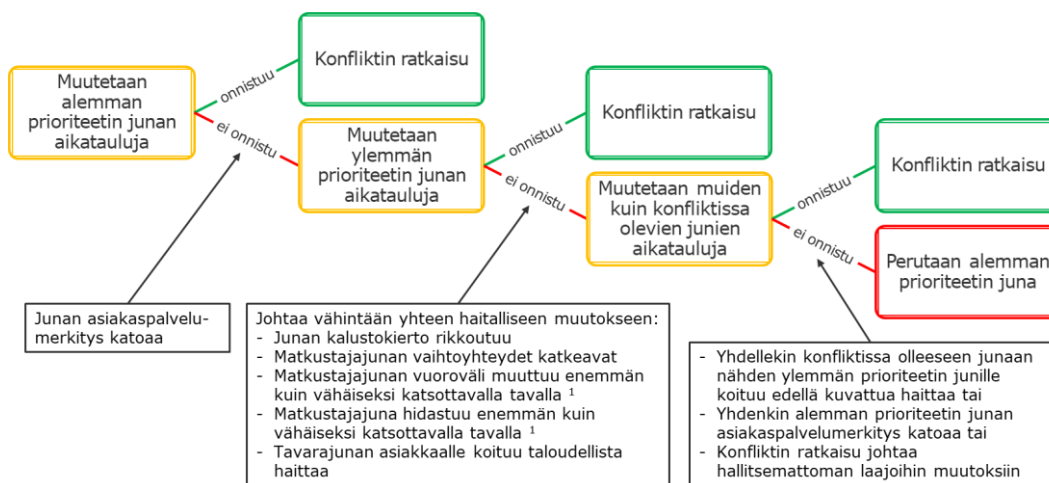 Muutetaan
alemman
prioriteetin junan
aikatauluja
onnistuu
Konfliktin ratkaisu
ei onnistu
Muutetaan
ylemmän
prioriteetin junan
aikatauluja
onnistuu
Konfliktin ratkaisu
ei onnistu
Muutetaan muiden
kuin konfliktissa
olevien junien
aikatauluja
onnistuu
Konfliktin ratkaisu
ei onnistu
Perutaan alemman
prioriteetin juna
Junan asiakaspalvelu-
merkitys katoaa
Johtaa vähintään yhteen haitalliseen muutokseen:
- Junan kalustokierto rikkoutuu
- Matkustajajunan vaihtoyhteydet katkeavat
- Matkustajajunan vuoroväli muuttuu enemmän
kuin vähäiseksi katsottavalla tavalla ¹
- Matkustajajuna hidastuu enemmän kuin
vähäiseksi katsottavalla tavalla ¹
- Tavarajunan asiakkaalle koituu taloudellista
haittaa
- Yhdellekin konfliktissa olleeseen junaan
nähden ylemmän prioriteetin junille
koituu edellä kuvattua haittaa tai
- Yhdenkin alemman prioriteetin junan
asiakaspalvelumerkitys katoaa tai
- Konfliktin ratkaisu johtaa
hallitsemattoman laajoihin muutoksiin